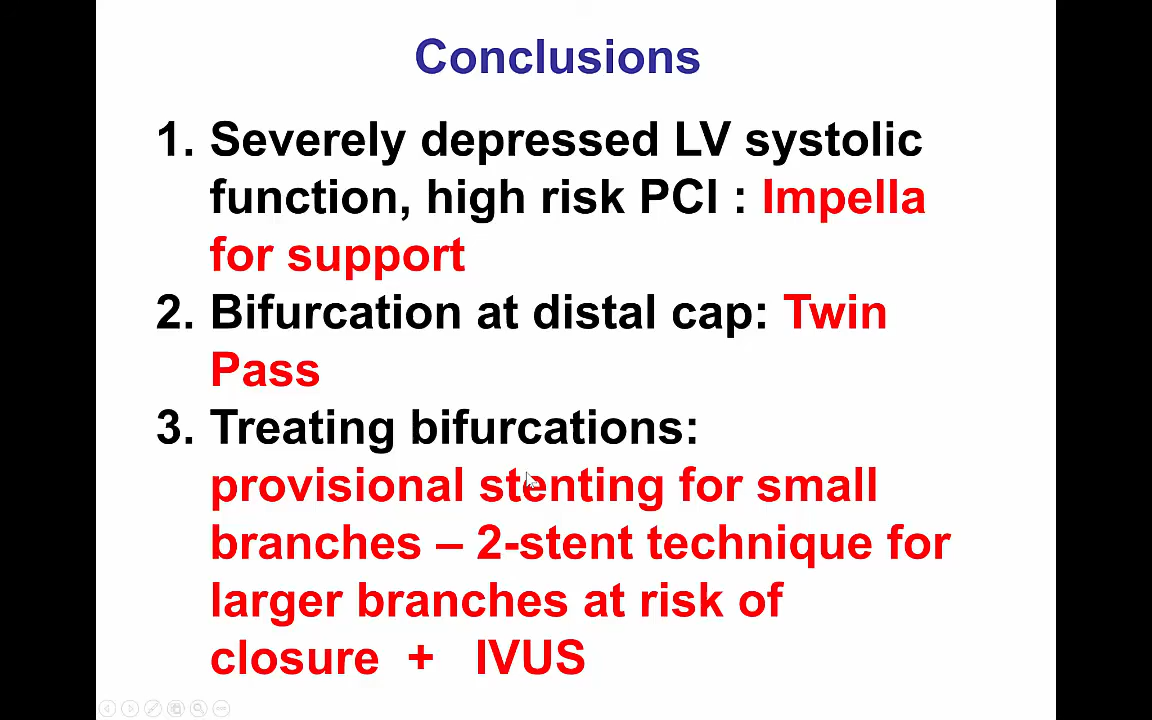 Conclusions
1. Severely depressed LV systolic
function, high risk PCI : Impella
for support
2. Bifurcation at distal cap: Twin
Pass
3. Treating bifurcations:
provisional stenting for small
branches – 2-stent technique for
larger branches at risk of
closure + IVUS